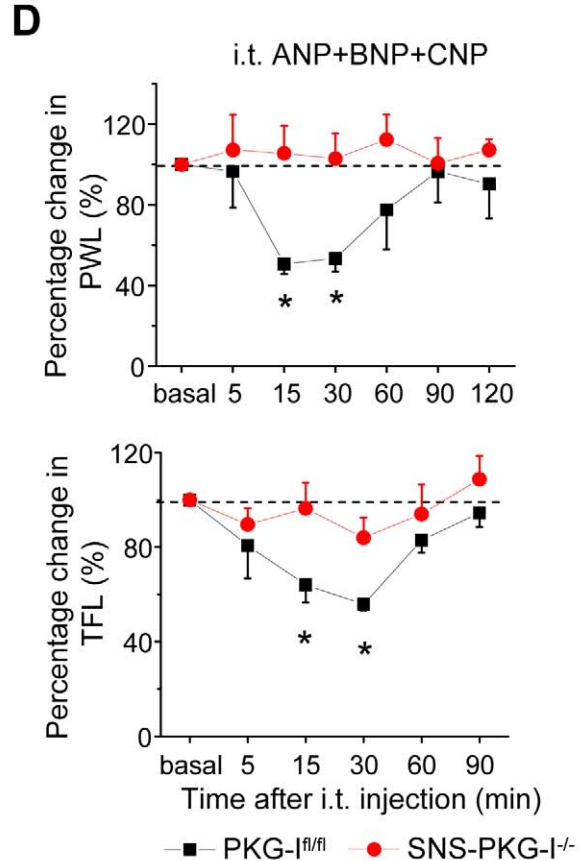 D
i.t. ANP+BNP+CNP
Percentage change in
PWL (%)
120
80
40
0
*
*
basal 5 15 30 60 90 120
Percentage change in
TFL (%)
120
80
40
0
*
*
basal 5 15 30 60 90
Time after i.t. injection (min)
PKG-Ifl/fl SNS-PKG-I-/-